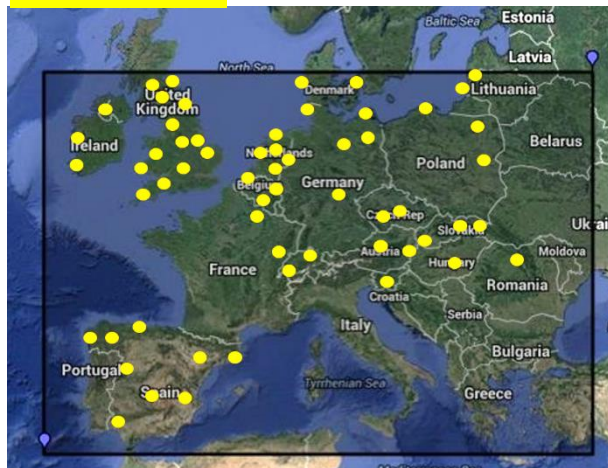 Baltic Sea
Estonia
Latvia
North Sea
Denmark
Lithuania
United
Kingdom
Ireland
Belarus
Netherlands
Poland
Belgium
Germany
Czech Rep
Slovakia
Ukrai
France
Austria
Hungary
Moldova
Romania
Croatia
Serbia
Italy
Bulgaria
Portugal
Tyrrhenian Sea
Spain
Greece